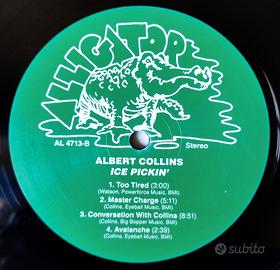 ALLIGATOR
AL 4713-B
Stereo
ALBERT COLLINS
ICE PICKIN'
1. Too Tired (3:00)
(Watson, Powerforce Music, BMI)
2. Master Charge (5:11)
(Collins, Eyeball Music, BMI)
3. Conversation With Collins (8:51)
(Collins, Big Bopper Music, BMI)
4. Avalanche (2:39)
(Collins, Eyeball Music, BMI)
subito